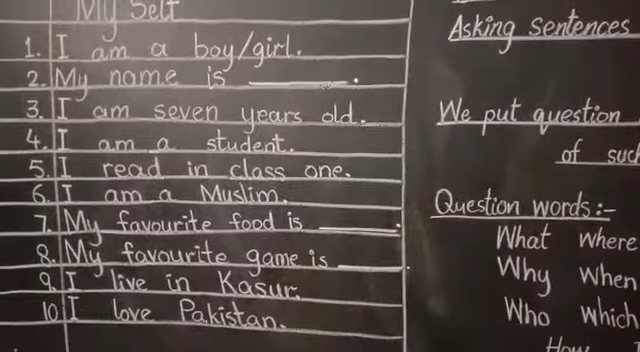 My Self
1. I am a boy/girl.
2. My name is ______.
3. I am seven years old.
4. I am a student.
5. I read in class one.
6. I am a Muslim.
7. My favourite food is ______.
8. My favourite game is ______.
9. I live in Kasur.
10. I love Pakistan.
Asking sentences
We put question
of such
Question words:-
What where
Why When
Who Which
How